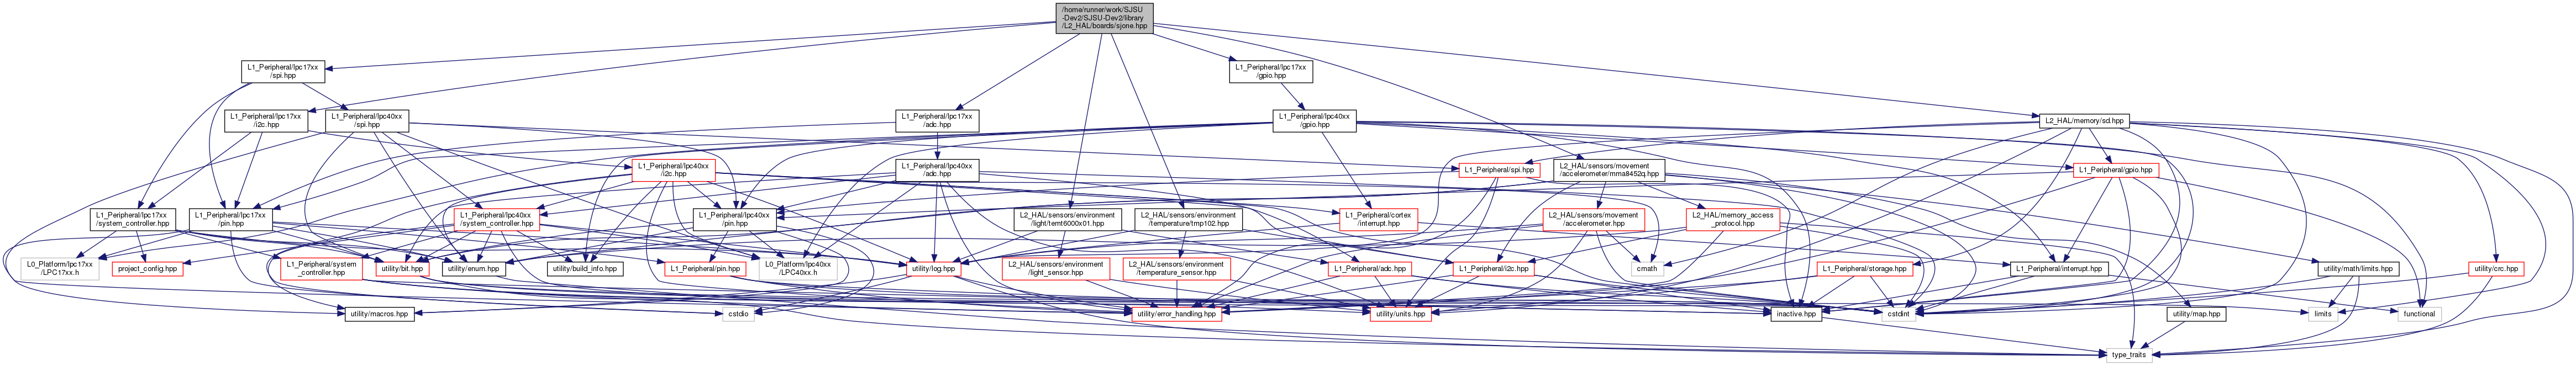 /home/runner/work/SJSU
-Dev2/SJSU-Dev2/library
/L2_HAL/boards/sjone.hpp
L1_Peripheral/lpc17xx
/spi.hpp
L1_Peripheral/lpc17xx
/gpio.hpp
L1_Peripheral/lpc17xx
/i2c.hpp
L1_Peripheral/lpc40xx
/spi.hpp
L1_Peripheral/lpc17xx
/adc.hpp
L1_Peripheral/lpc40xx
/gpio.hpp
L2_HAL/memory/sd.hpp
L1_Peripheral/lpc40xx
/i2c.hpp
L1_Peripheral/lpc40xx
/adc.hpp
L1_Peripheral/spi.hpp
L2_HAL/sensors/movement
/accelerometer/mma8452q.hpp
L1_Peripheral/gpio.hpp
L1_Peripheral/lpc17xx
/system_controller.hpp
L1_Peripheral/lpc17xx
/pin.hpp
L1_Peripheral/lpc40xx
/system_controller.hpp
L1_Peripheral/lpc40xx
/pin.hpp
L2_HAL/sensors/environment
/light/temt6000x01.hpp
L2_HAL/sensors/environment
/temperature/tmp102.hpp
L1_Peripheral/cortex
/interrupt.hpp
L2_HAL/sensors/movement
/accelerometer.hpp
L2_HAL/memory_access
_protocol.hpp
L0_Platform/lpc17xx
/LPC17xx.h
project_config.hpp
L1_Peripheral/system
_controller.hpp
utility/bit.hpp
utility/enum.hpp
utility/build_info.hpp
L1_Peripheral/pin.hpp
L0_Platform/lpc40xx
/LPC40xx.h
utility/log.hpp
L2_HAL/sensors/environment
/light_sensor.hpp
L2_HAL/sensors/environment
/temperature_sensor.hpp
L1_Peripheral/adc.hpp
L1_Peripheral/i2c.hpp
cmath
L1_Peripheral/storage.hpp
L1_Peripheral/interrupt.hpp
utility/math/limits.hpp
utility/crc.hpp
utility/macros.hpp
cstdio
utility/error_handling.hpp
utility/units.hpp
inactive.hpp
cstdint
utility/map.hpp
limits
functional
type_traits